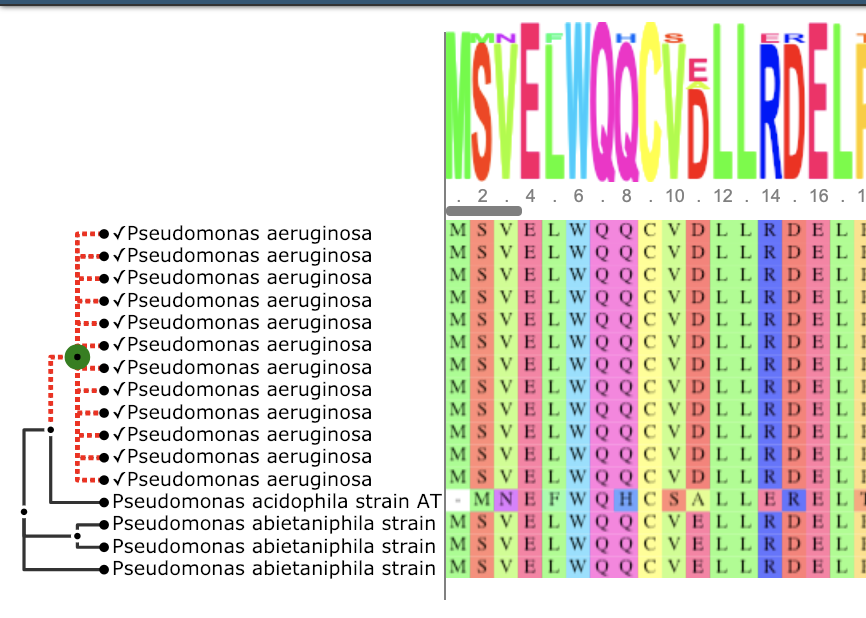 M S V E L W Q Q C V D L L R D E L
M N F H S E E R
. 2 . 4 . 6 . 8 . 10 . 12 . 14 . 16 . 1
✓Pseudomonas aeruginosa M S V E L W Q Q C V D L L R D E L
✓Pseudomonas aeruginosa M S V E L W Q Q C V D L L R D E L
✓Pseudomonas aeruginosa M S V E L W Q Q C V D L L R D E L
✓Pseudomonas aeruginosa M S V E L W Q Q C V D L L R D E L
✓Pseudomonas aeruginosa M S V E L W Q Q C V D L L R D E L
✓Pseudomonas aeruginosa M S V E L W Q Q C V D L L R D E L
✓Pseudomonas aeruginosa M S V E L W Q Q C V D L L R D E L
✓Pseudomonas aeruginosa M S V E L W Q Q C V D L L R D E L
✓Pseudomonas aeruginosa M S V E L W Q Q C V D L L R D E L
✓Pseudomonas aeruginosa M S V E L W Q Q C V D L L R D E L
✓Pseudomonas aeruginosa M S V E L W Q Q C V D L L R D E L
✓Pseudomonas aeruginosa M S V E L W Q Q C V D L L R D E L
Pseudomonas acidophila strain AT - M N E F W Q H C S A L L E R E L
Pseudomonas abietaniphila strain M S V E L W Q Q C V E L L R D E L
Pseudomonas abietaniphila strain M S V E L W Q Q C V E L L R D E L
Pseudomonas abietaniphila strain M S V E L W Q Q C V E L L R D E L